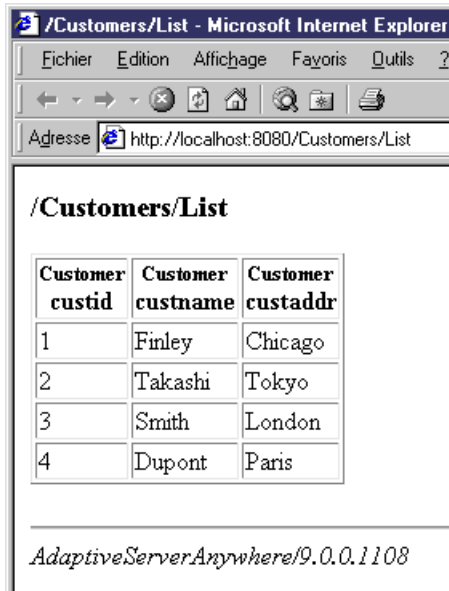 /Customers/List - Microsoft Internet Explorer
Fichier Edition Affichage Favoris Outils ?
Adresse http://localhost:8080/Customers/List
/Customers/List
Customer Customer Customer
custid custname custaddr
1 Finley Chicago
2 Takashi Tokyo
3 Smith London
4 Dupont Paris
AdaptiveServerAnywhere/9.0.0.1108